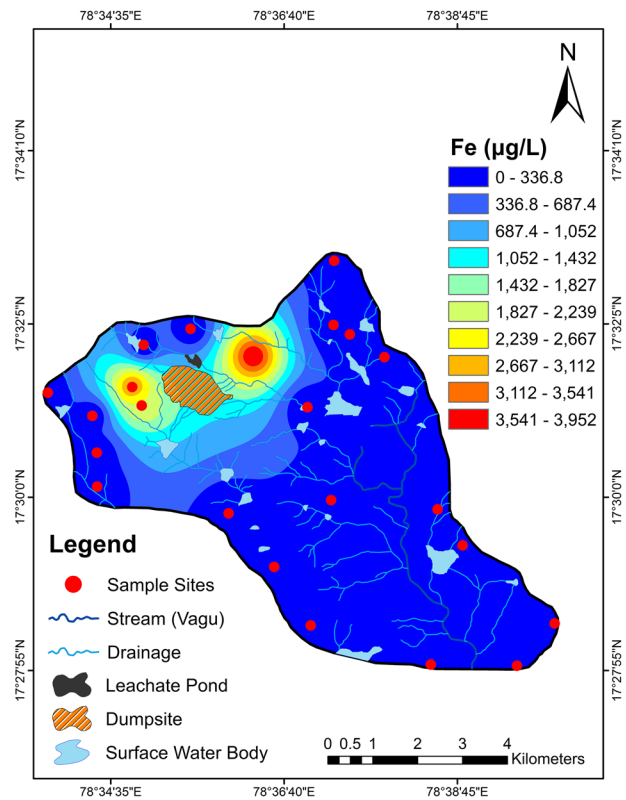 78°34'35"E 78°36'40"E 78°38'45"E
N
17°34'10"N 17°34'10"N
Fe (µg/L)
0 - 336.8
336.8 - 687.4
687.4 - 1,052
1,052 - 1,432
1,432 - 1,827
1,827 - 2,239
2,239 - 2,667
2,667 - 3,112
3,112 - 3,541
3,541 - 3,952
17°32'5"N 17°32'5"N
17°30'0"N 17°30'0"N
Legend
Sample Sites
Stream (Vagu)
Drainage
Leachate Pond
Dumpsite
Surface Water Body
17°27'55"N 17°27'55"N
0 0.5 1 2 3 4
Kilometers
78°34'35"E 78°36'40"E 78°38'45"E